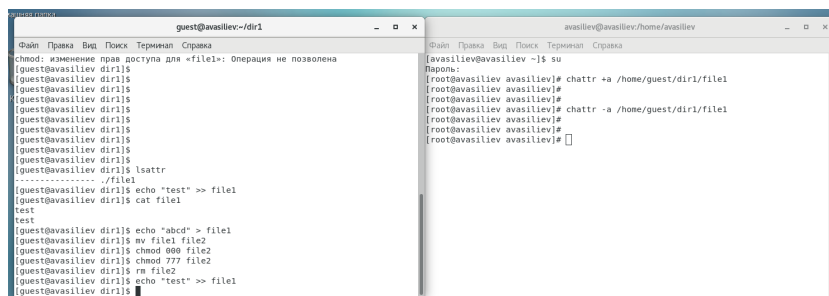 guest@avasiliev:~/dir1
Файл Правка Вид Поиск Терминал Справка
chmod: изменение прав доступа для «file1»: Операция не позволена
[guest@avasiliev dir1]$
[guest@avasiliev dir1]$
[guest@avasiliev dir1]$
[guest@avasiliev dir1]$
[guest@avasiliev dir1]$
[guest@avasiliev dir1]$
[guest@avasiliev dir1]$
[guest@avasiliev dir1]$
[guest@avasiliev dir1]$
[guest@avasiliev dir1]$ lsattr
---------------- ./file1
[guest@avasiliev dir1]$ echo "test" >> file1
[guest@avasiliev dir1]$ cat file1
test
test
[guest@avasiliev dir1]$ echo "abcd" > file1
[guest@avasiliev dir1]$ mv file1 file2
[guest@avasiliev dir1]$ chmod 000 file2
[guest@avasiliev dir1]$ chmod 777 file2
[guest@avasiliev dir1]$ rm file2
[guest@avasiliev dir1]$ echo "test" >> file1
[guest@avasiliev dir1]$
avasiliev@avasiliev:/home/avasiliev
Файл Правка Вид Поиск Терминал Справка
[avasiliev@avasiliev ~]$ su
Пароль:
[root@avasiliev avasiliev]# chattr +a /home/guest/dir1/file1
[root@avasiliev avasiliev]#
[root@avasiliev avasiliev]#
[root@avasiliev avasiliev]# chattr -a /home/guest/dir1/file1
[root@avasiliev avasiliev]#
[root@avasiliev avasiliev]#
[root@avasiliev avasiliev]#